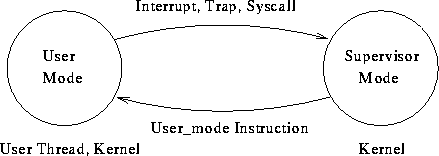 Interrupt, Trap, Syscall
User
Mode
Supervisor
Mode
User_mode Instruction
User Thread, Kernel
Kernel